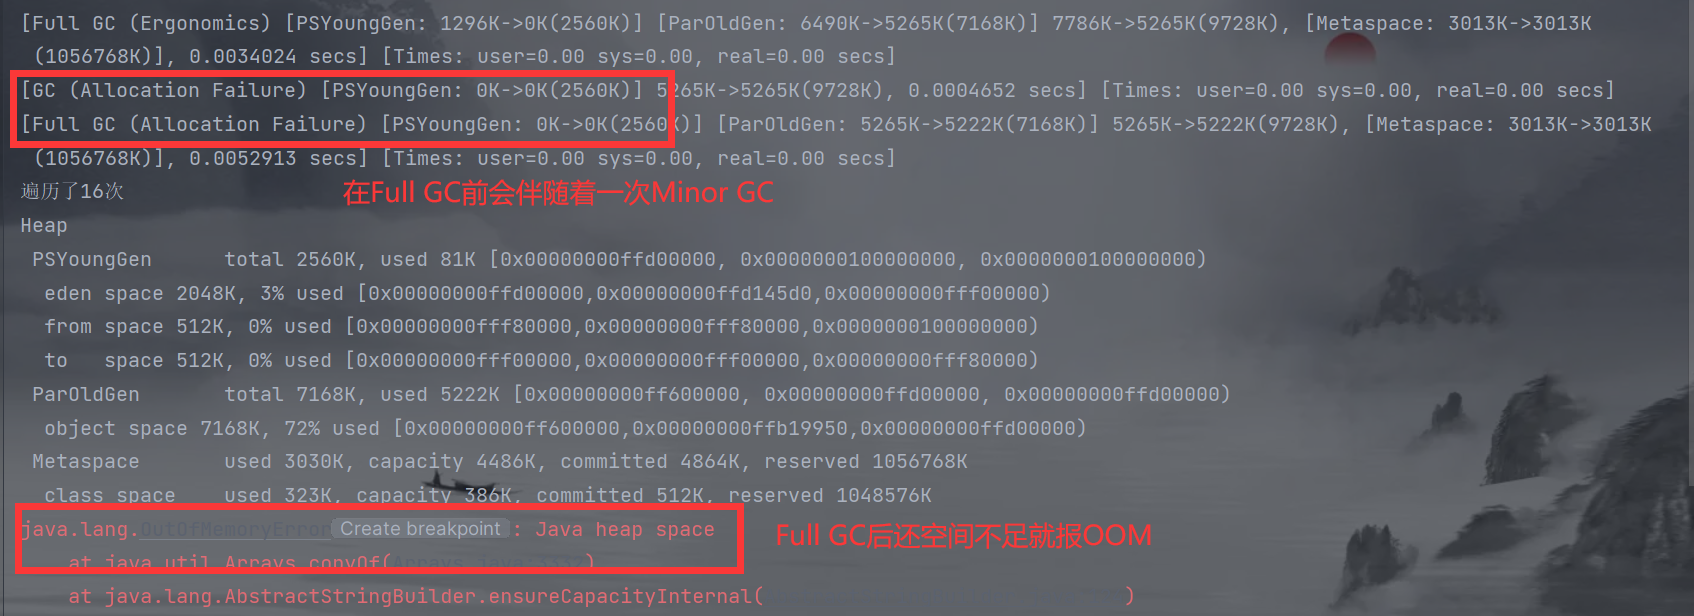 [Full GC (Ergonomics) [PSYoungGen: 1296K->0K(2560K)] [ParOldGen: 6490K->5265K(7168K)] 7786K->5265K(9728K), [Metaspace: 3013K->3013K
(1056768K)], 0.0034024 secs] [Times: user=0.00 sys=0.00, real=0.00 secs]
[GC (Allocation Failure) [PSYoungGen: 0K->0K(2560K)] 5265K->5265K(9728K), 0.0004652 secs] [Times: user=0.00 sys=0.00, real=0.00 secs]
[Full GC (Allocation Failure) [PSYoungGen: 0K->0K(2560K)] [ParOldGen: 5265K->5222K(7168K)] 5265K->5222K(9728K), [Metaspace: 3013K->3013K
(1056768K)], 0.0052913 secs] [Times: user=0.00 sys=0.00, real=0.00 secs]
遍历了16次
在Full GC前会伴随着一次Minor GC
Heap
PSYoungGen total 2560K, used 81K [0x00000000ffd00000, 0x0000000100000000, 0x0000000100000000)
eden space 2048K, 3% used [0x00000000ffd00000,0x00000000ffd145d0,0x00000000fff00000)
from space 512K, 0% used [0x00000000fff80000,0x00000000fff80000,0x0000000100000000)
to space 512K, 0% used [0x00000000fff00000,0x00000000fff00000,0x00000000fff80000)
ParOldGen total 7168K, used 5222K [0x00000000ff600000, 0x00000000ffd00000, 0x00000000ffd00000)
object space 7168K, 72% used [0x00000000ff600000,0x00000000ffb19950,0x00000000ffd00000)
Metaspace used 3030K, capacity 4486K, committed 4864K, reserved 1056768K
class space used 323K, capacity 386K, committed 512K, reserved 1048576K
java.lang.OutOfMemoryError Create breakpoint : Java heap space
Full GC后还空间不足就报OOM
at java.util.Arrays.copyOf(Arrays.java:3332)
at java.lang.AbstractStringBuilder.ensureCapacityInternal( )